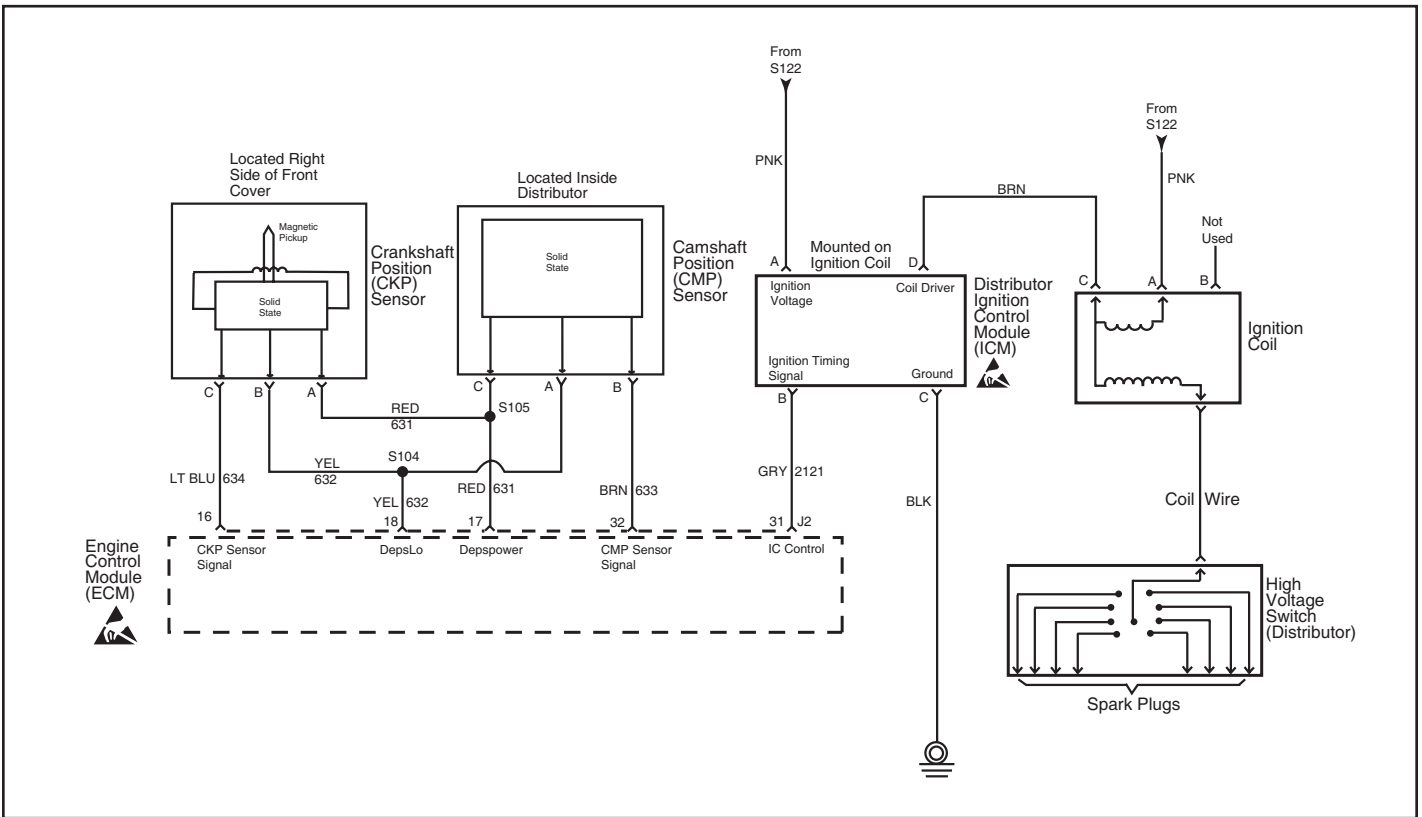 From
S122
From
S122
PNK
PNK
Located Right
Side of Front
Cover
Located Inside
Distributor
BRN
Not
Used
Magnetic
Pickup
Solid
State
Crankshaft
Position
(CKP)
Sensor
Solid
State
Camshaft
Position
(CMP)
Sensor
Mounted on
Ignition Coil
A
D
Ignition
Voltage
Coil Driver
Ignition Timing
Signal
Ground
Distributor
Ignition
Control
Module
(ICM)
C
A
B
Ignition
Coil
C
B
A
C
A
B
B
C
RED
631
S105
YEL
632
S104
LT BLU
634
YEL
632
RED
631
BRN
633
GRY
2121
BLK
Coil Wire
16
18
17
32
31
J2
Engine
Control
Module
(ECM)
CKP Sensor
Signal
DepsLo
Depspower
CMP Sensor
Signal
IC Control
High
Voltage
Switch
(Distributor)
Spark Plugs